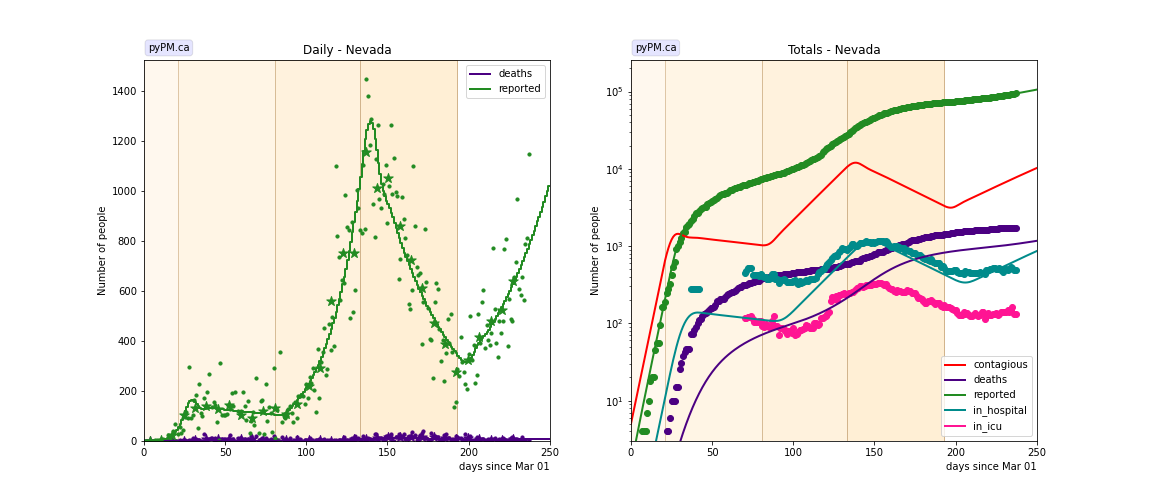 pyPM.ca
Daily - Nevada
deaths
reported
Number of people
1400
1200
1000
800
600
400
200
0
0 50 100 150 200 250
days since Mar 01
pyPM.ca
Totals - Nevada
Number of people
10^5
10^4
10^3
10^2
10^1
contagious
deaths
reported
in_hospital
in_icu
0 50 100 150 200 250
days since Mar 01